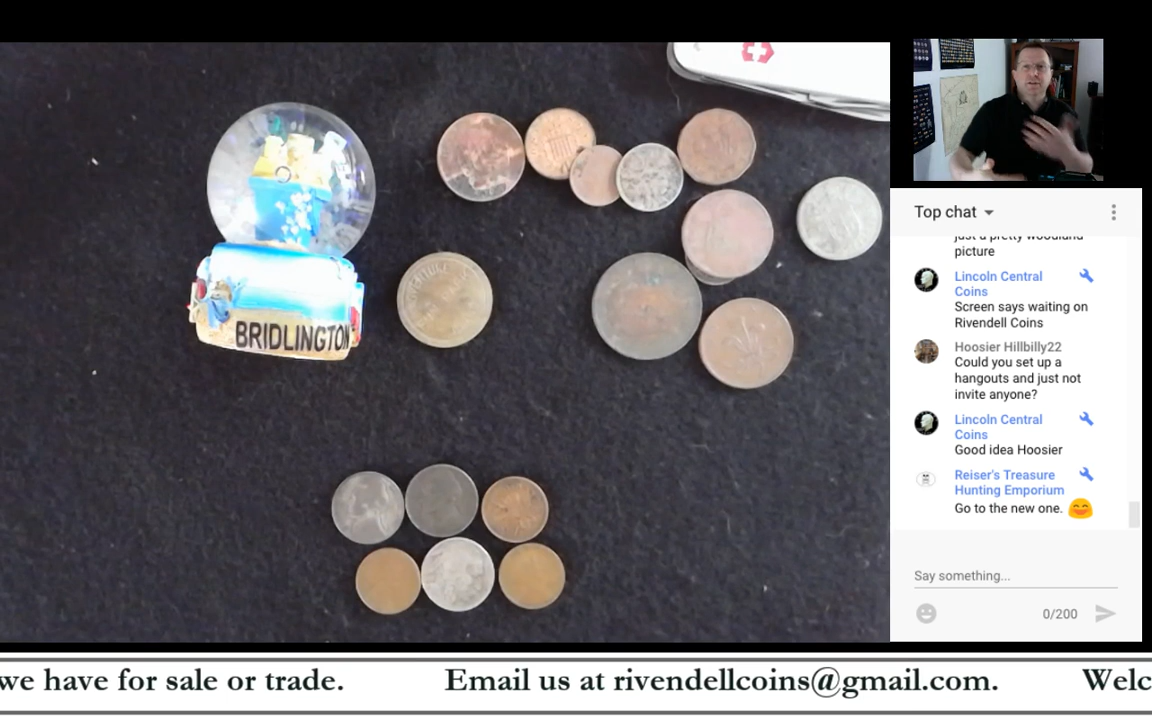 BRIDLINGTON
Top chat
just a pretty woodland
picture
Lincoln Central
Coins
Screen says waiting on
Rivendell Coins
Hoosier Hillbilly22
Could you set up a
hangouts and just not
invite anyone?
Lincoln Central
Coins
Good idea Hoosier
Reiser's Treasure
Hunting Emporium
Go to the new one.
Say something...
0/200
we have for sale or trade. Email us at rivendellcoins@gmail.com. Welc